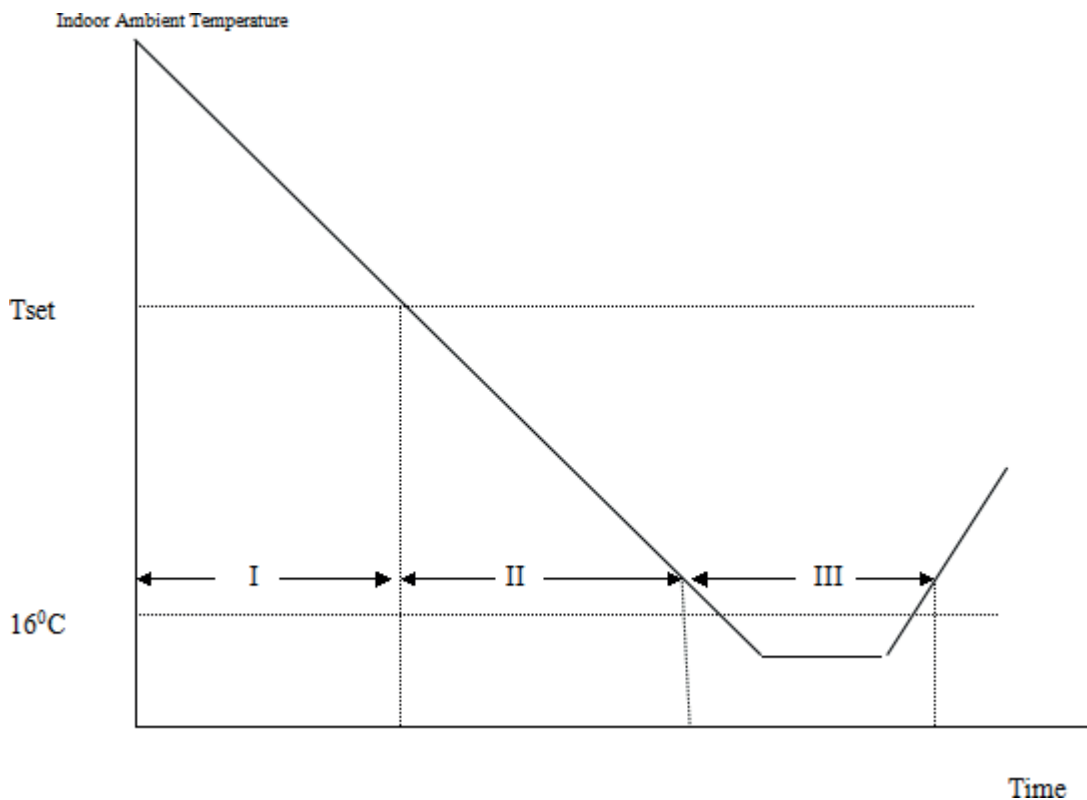 Indoor Ambient Temperature
Tset
I
II
III
16⁰C
Time